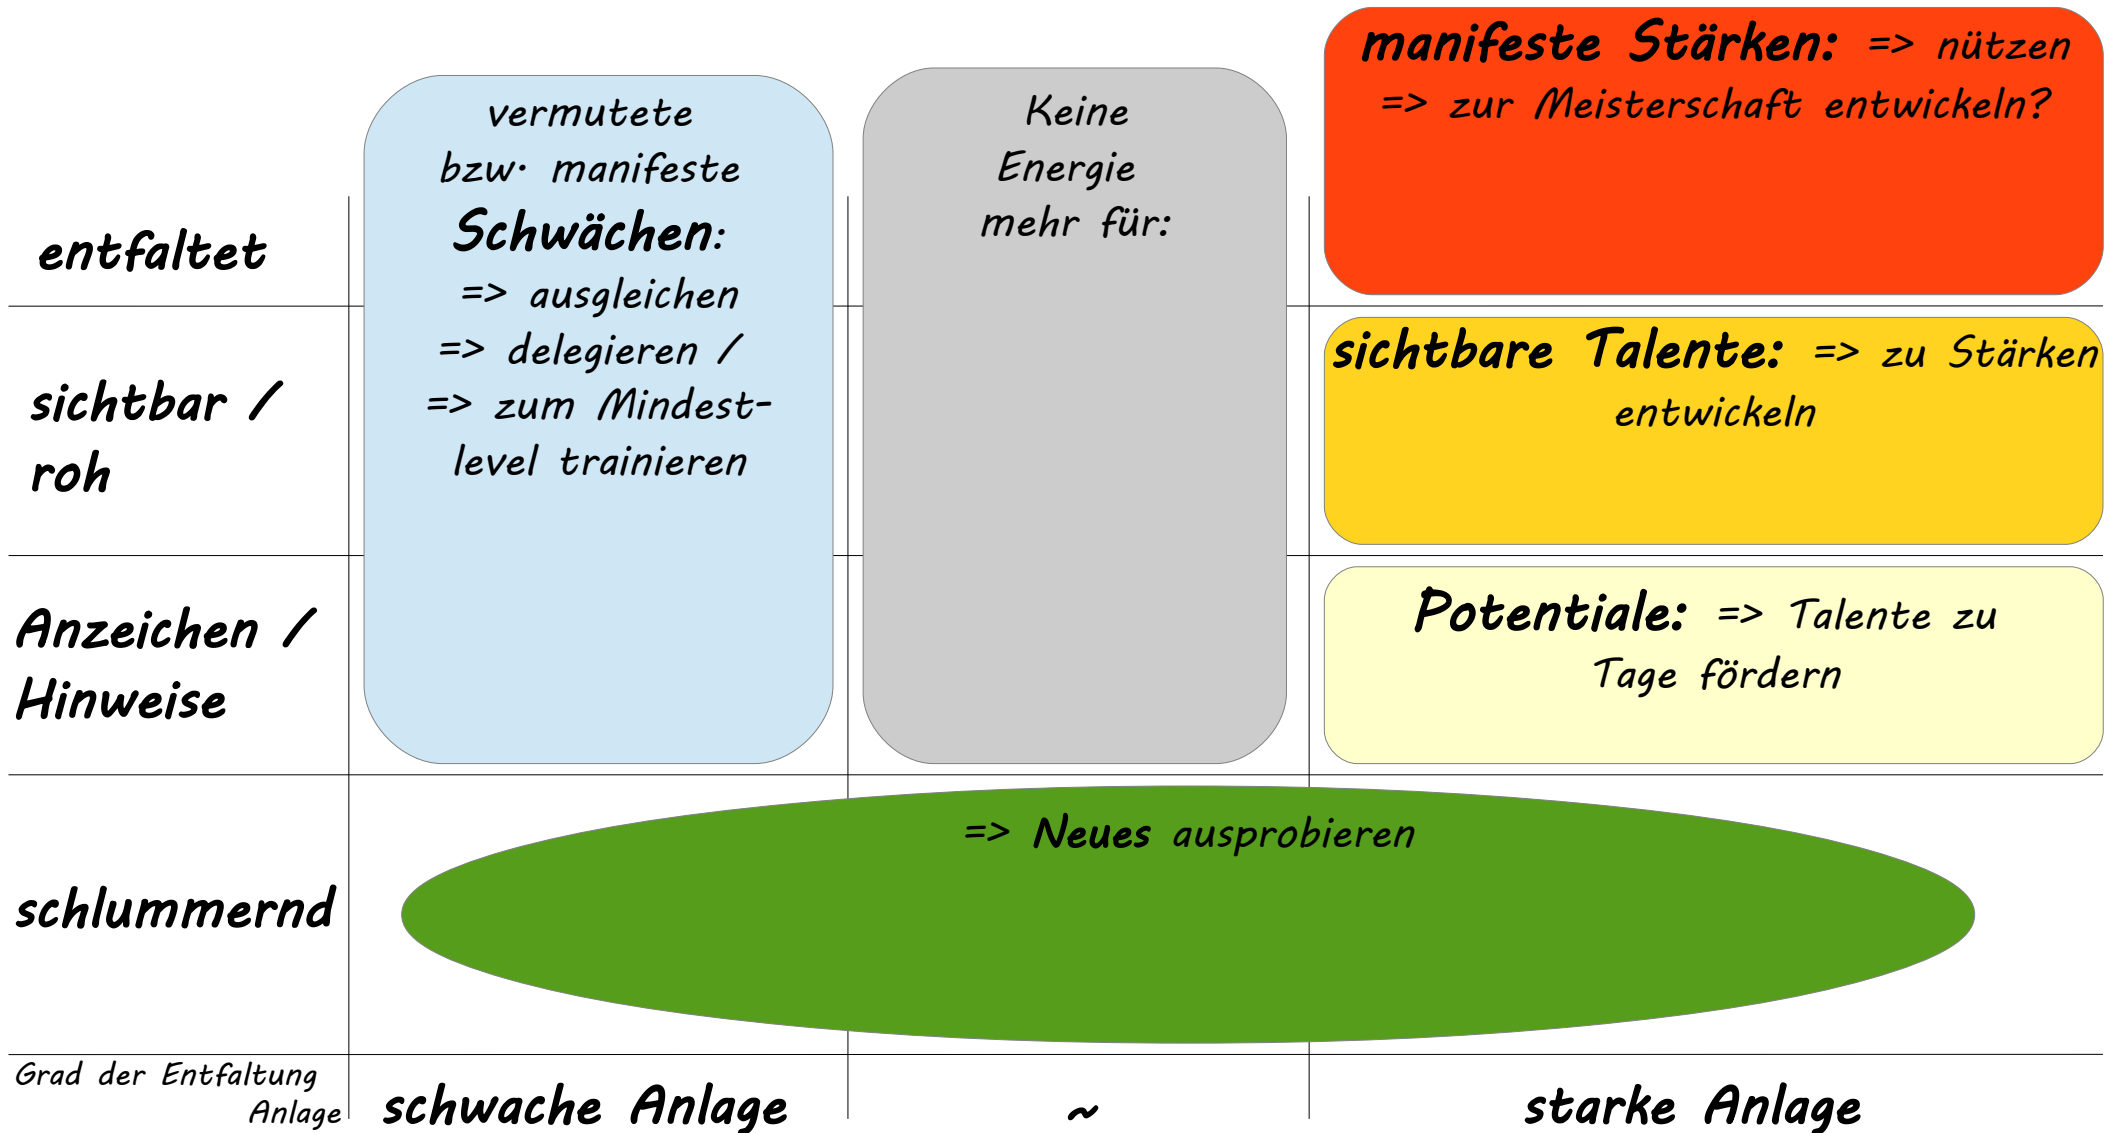 manifeste Stärken: => nützen
=> zur Meisterschaft entwickeln?
vermutete
bzw. manifeste
Schwächen:
=> ausgleichen
=> delegieren /
=> zum Mindest-
level trainieren
Keine
Energie
mehr für:
entfaltet
sichtbare Talente: => zu Stärken
entwickeln
sichtbar /
roh
Potentiale: => Talente zu
Tage fördern
Anzeichen /
Hinweise
=> Neues ausprobieren
schlummernd
Grad der Entfaltung
Anlage
schwache Anlage
~
starke Anlage